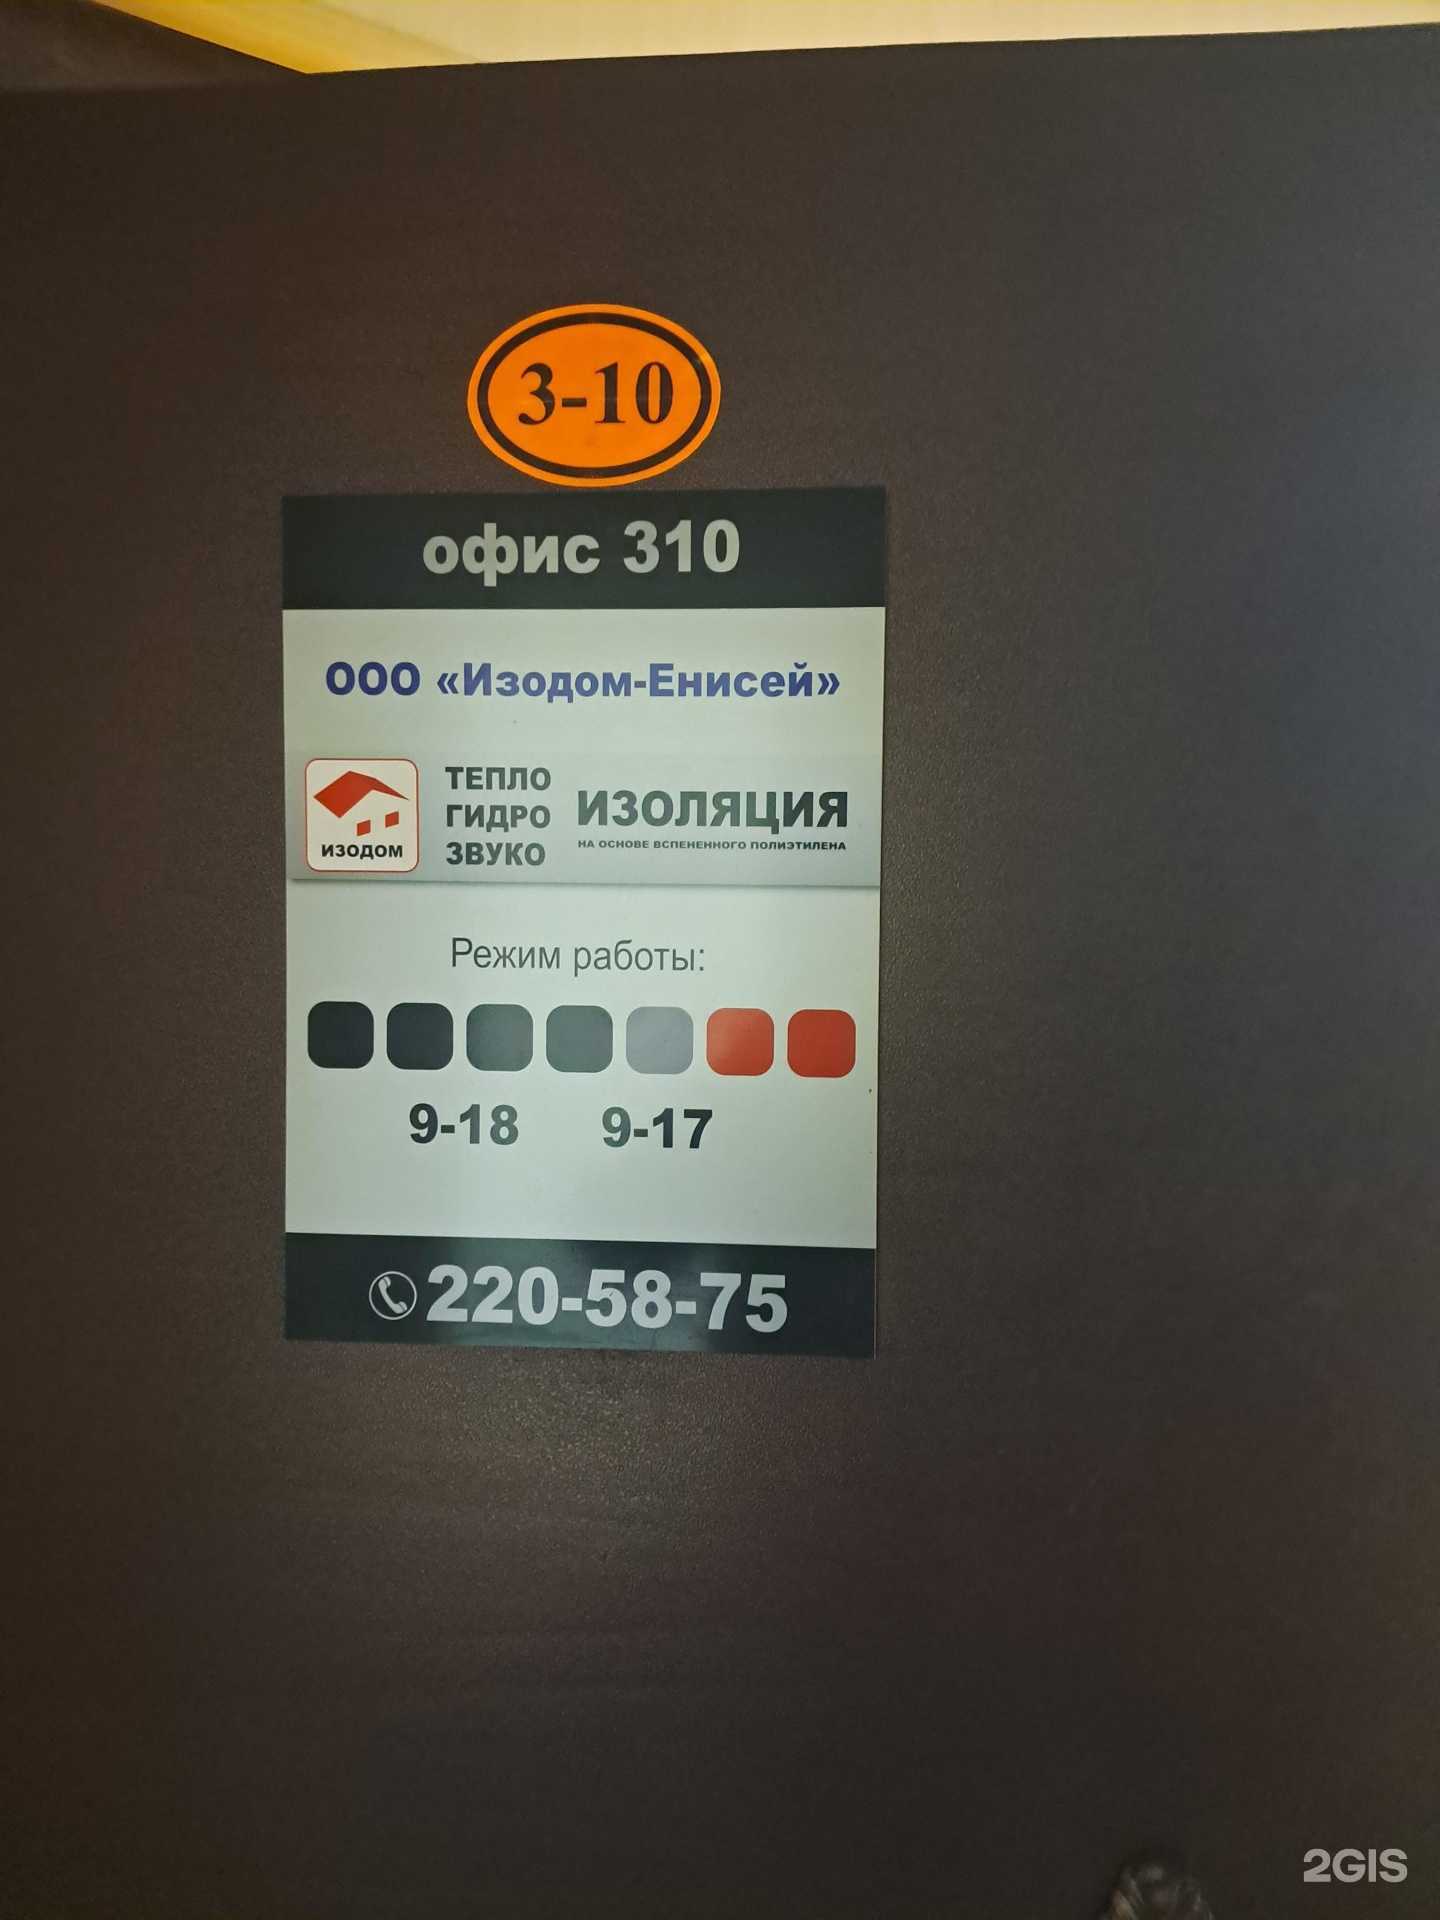 3-10
офис 310
ООО «Изодом-Енисей»
ИЗОДОМ
ТЕПЛО
ГИДРО
ЗВУКО
ИЗОЛЯЦИЯ
НА ОСНОВЕ ВСПЕНЕННОГО ПОЛИЭТИЛЕНА
Режим работы:
9-18 9-17
220-58-75
2GIS